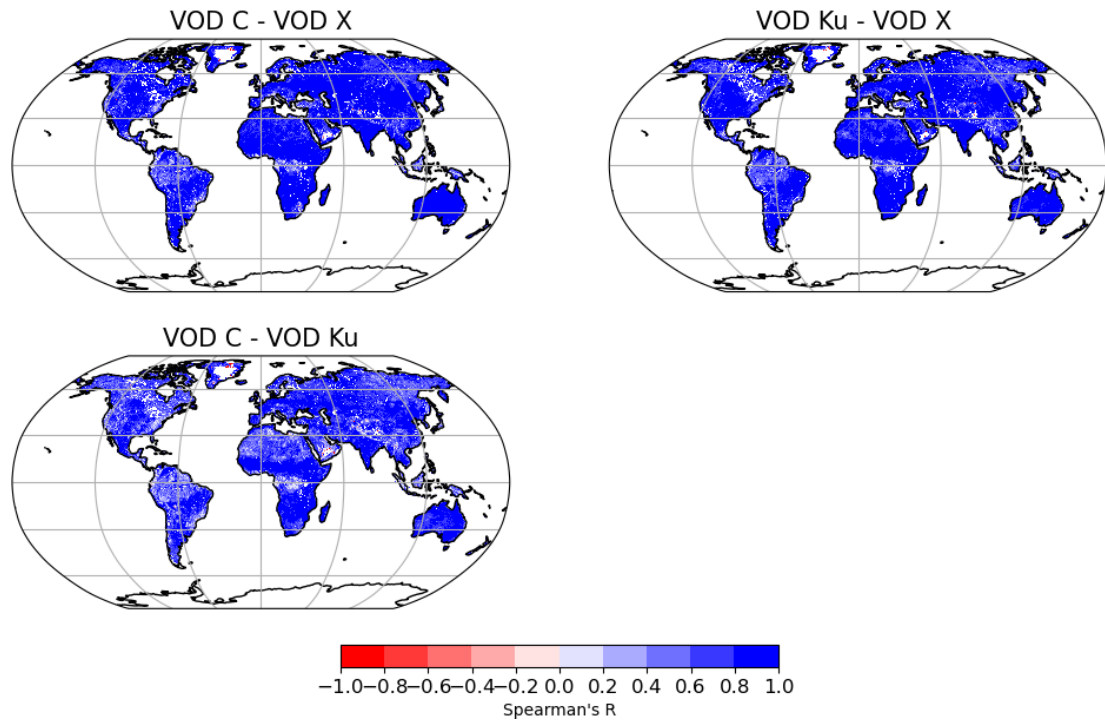 VOD C - VOD X
VOD Ku - VOD X
VOD C - VOD Ku
−1.0−0.8−0.6−0.4−0.2 0.0 0.2 0.4 0.6 0.8 1.0
Spearman's R